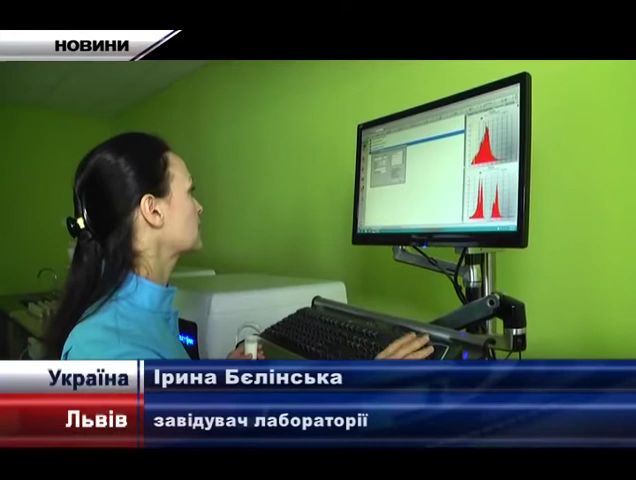 НОВИНИ
Україна
Ірина Бєлінська
Львів
завідувач лабораторії